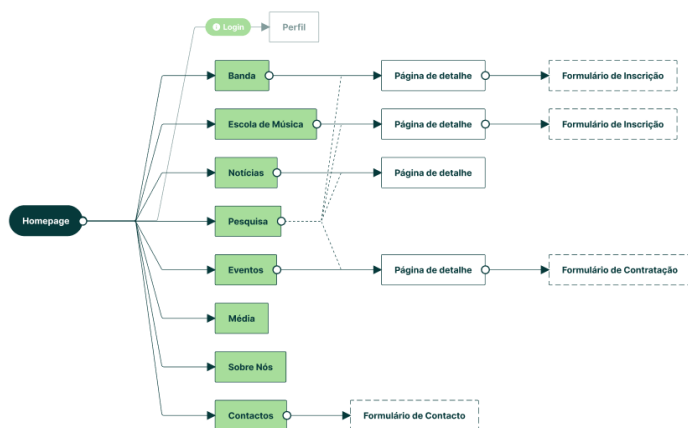 Login
Perfil
Banda
Página de detalhe
Formulário de Inscrição
Escola de Música
Página de detalhe
Formulário de Inscrição
Notícias
Página de detalhe
Homepage
Pesquisa
Eventos
Página de detalhe
Formulário de Contratação
Média
Sobre Nós
Contactos
Formulário de Contacto